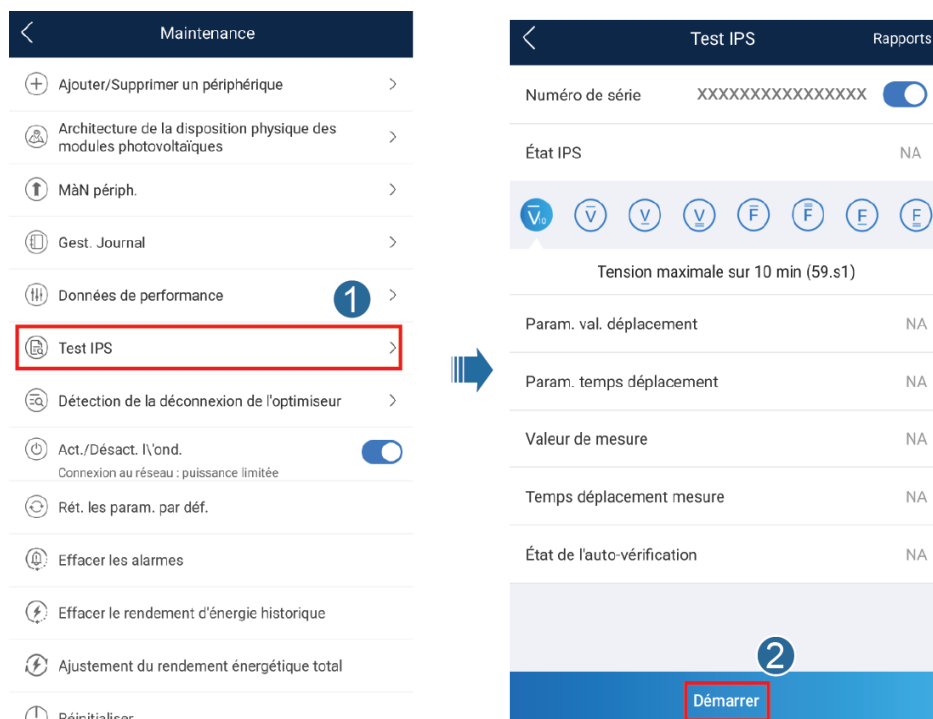 Maintenance
Ajouter/Supprimer un périphérique
Architecture de la disposition physique des
modules photovoltaïques
MàN périph.
Gest. Journal
Données de performance
1
Test IPS
Détection de la déconnexion de l'optimiseur
Act./Désact. l\'ond.
Connexion au réseau : puissance limitée
Rét. les param. par déf.
Effacer les alarmes
Effacer le rendement d'énergie historique
Ajustement du rendement énergétique total
Réinitialiser
Test IPS Rapports
Numéro de série XXXXXXXXXXXXXXXX
État IPS NA
V10 V V V F F F F
Tension maximale sur 10 min (59.s1)
Param. val. déplacement NA
Param. temps déplacement NA
Valeur de mesure NA
Temps déplacement mesure NA
État de l'auto-vérification NA
2
Démarrer